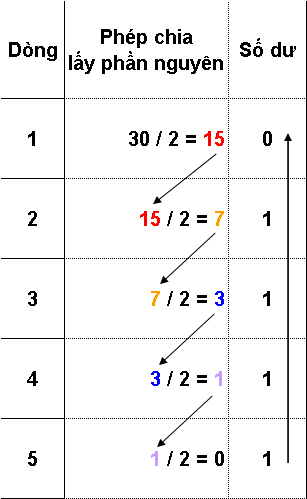 Dòng Phép chia lấy phần nguyên Số dư
1 30 / 2 = 15 0
2 15 / 2 = 7 1
3 7 / 2 = 3 1
4 3 / 2 = 1 1
5 1 / 2 = 0 1